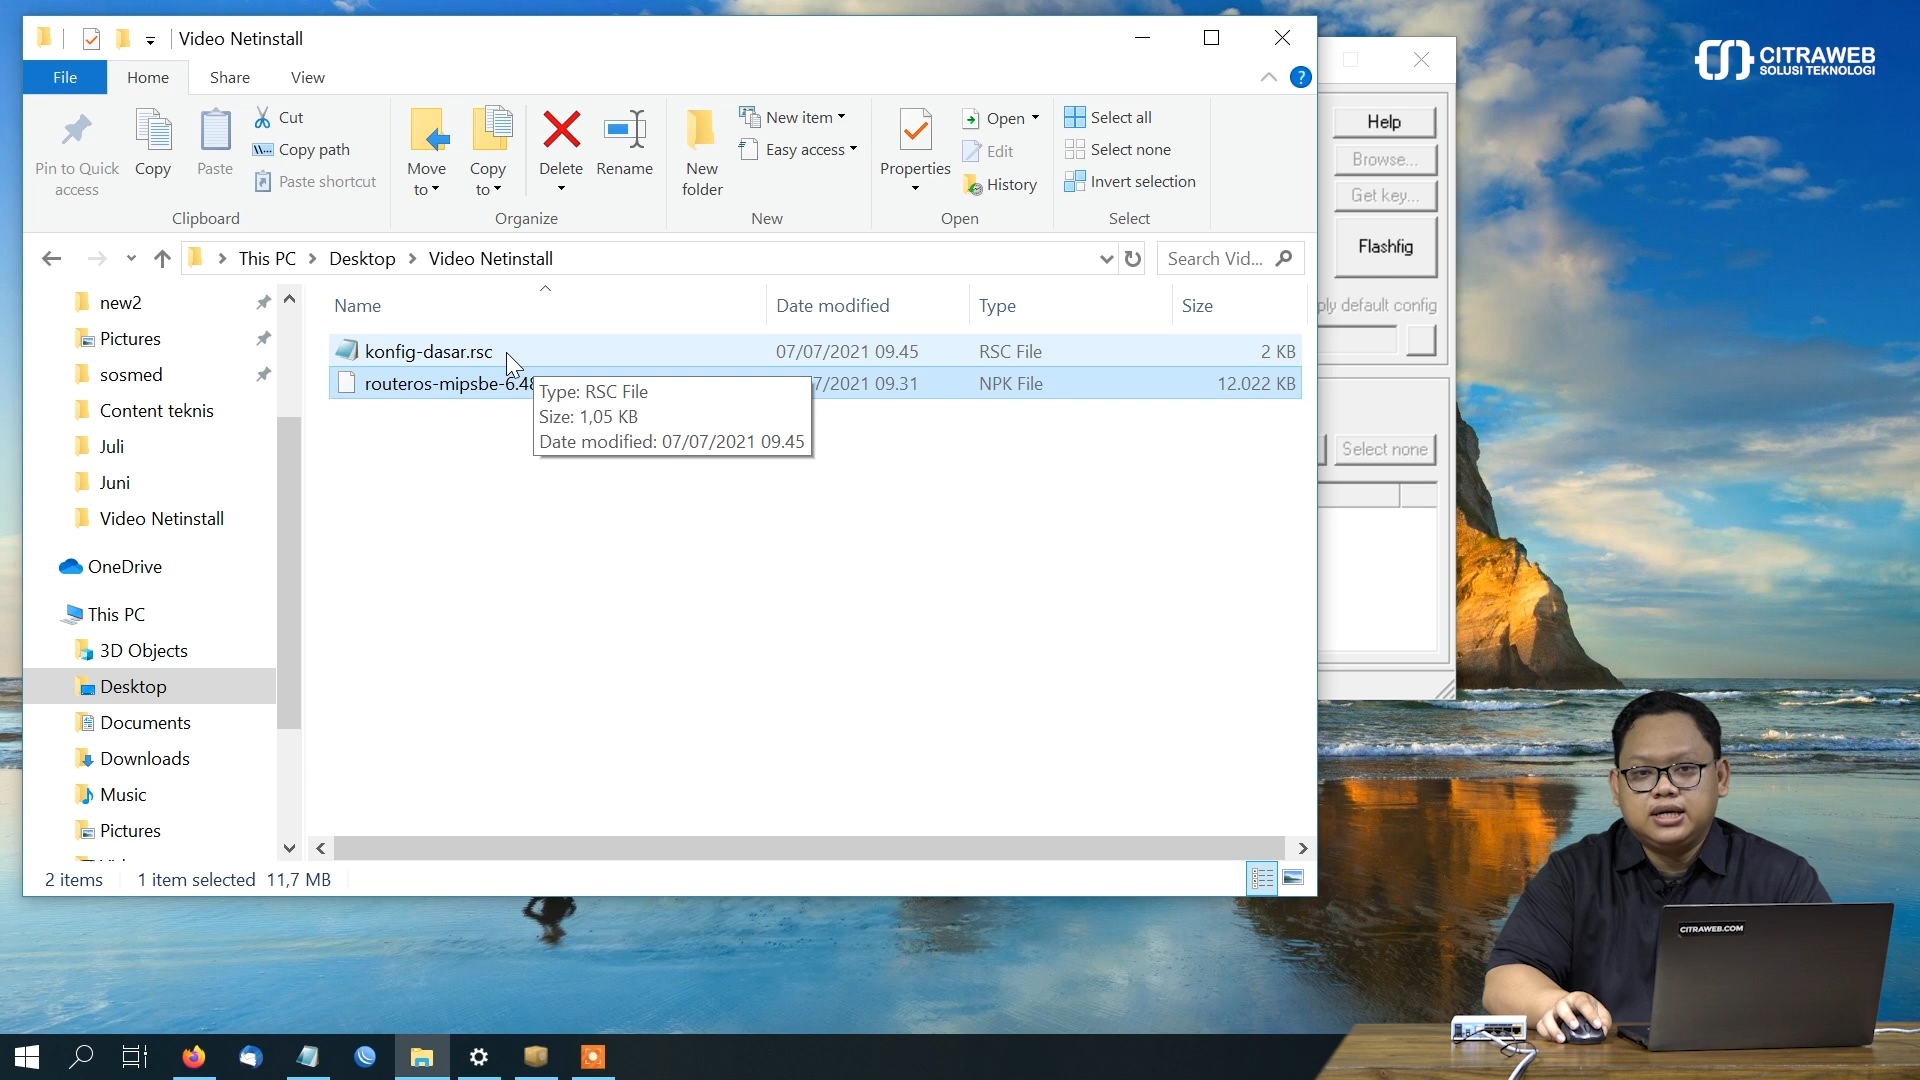 Video Netinstall
File
Home
Share
View
Pin to Quick access
Copy
Paste
Cut
Copy path
Paste shortcut
Clipboard
Move to
Copy to
Delete
Rename
Organize
New folder
New item
Easy access
New
Properties
Open
Edit
History
Open
Select all
Select none
Invert selection
Select
This PC
Desktop
Video Netinstall
Search Vid...
Name
Date modified
Type
Size
konfig-dasar.rsc
07/07/2021 09.45
RSC File
2 KB
routeros-mipsbe-6.48
7/2021 09.31
NPK File
12.022 KB
Type: RSC File
Size: 1,05 KB
Date modified: 07/07/2021 09.45
new2
Pictures
sosmed
Content teknis
Juli
Juni
Video Netinstall
OneDrive
This PC
3D Objects
Desktop
Documents
Downloads
Music
Pictures
2 items
1 item selected 11,7 MB
Help
Browse...
Get key...
Flashfig
ply default config
Select none
CITRAWEB
SOLUSI TEKNOLOGI
CITRAWEB.COM